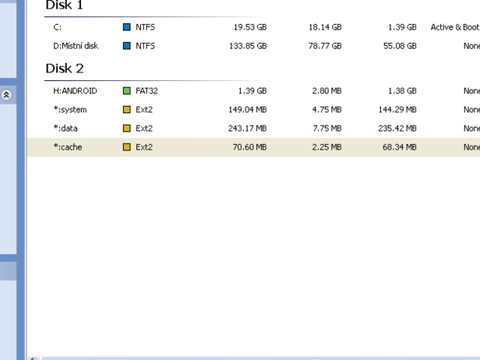 Disk 1
C: NTFS 19.53 GB 18.14 GB 1.39 GB Active & Boot
D:Místní disk NTFS 133.85 GB 78.77 GB 55.08 GB None
Disk 2
H:ANDROID FAT32 1.39 GB 2.80 MB 1.38 GB None
*:system Ext2 149.04 MB 4.75 MB 144.29 MB None
*:data Ext2 243.17 MB 7.75 MB 235.42 MB None
*:cache Ext2 70.60 MB 2.25 MB 68.34 MB None